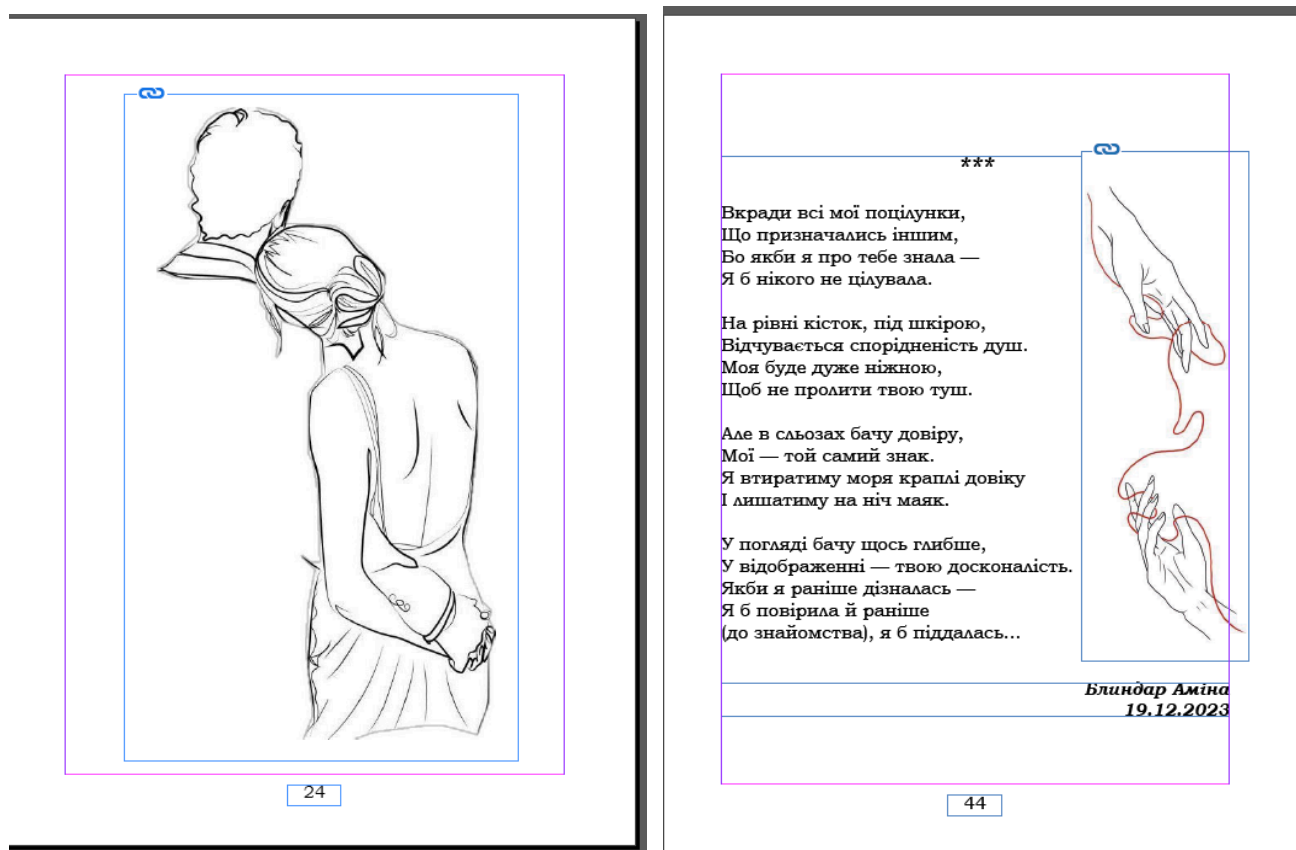 24
***
Вкради всі мої поцілунки,
Що призначались іншим,
Бо якби я про тебе знала —
Я б нікого не цілувала.
На рівні кісток, під шкірою,
Відчувається спорідненість душ.
Моя буде дуже ніжною,
Щоб не пролити твою туш.
Але в сльозах бачу довіру,
Мої — той самий знак.
Я втиратиму моря краплі довіку
І лишатиму на ніч маяк.
У погляді бачу щось глибше,
У відображенні — твою досконалість.
Якби я раніше дізналась —
Я б повірила й раніше
(до знайомства), я б піддалась...
Блиндар Аміна
19.12.2023
44